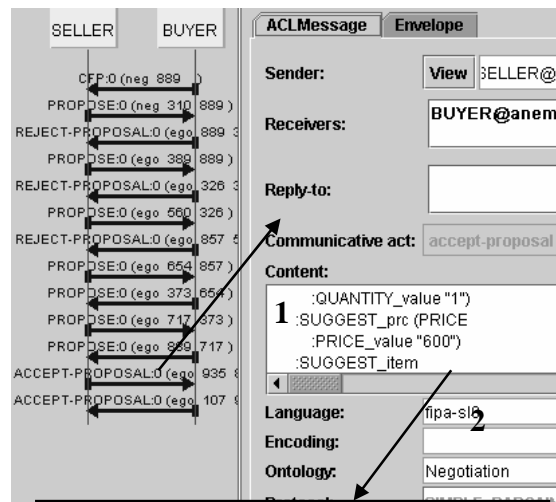 SELLER BUYER
CFP:0 (neg 889 )
PROPOSE:0 (neg 310 889 )
REJECT-PROPOSAL:0 (ego 889 3
PROPOSE:0 (ego 389 889 )
REJECT-PROPOSAL:0 (ego 326 3
PROPOSE:0 (ego 560 326 )
REJECT-PROPOSAL:0 (ego 857 5
PROPOSE:0 (ego 654 857 )
PROPOSE:0 (ego 373 654 )
PROPOSE:0 (ego 717 373 )
PROPOSE:0 (ego 889 717 )
ACCEPT-PROPOSAL:0 (ego 935 8
ACCEPT-PROPOSAL:0 (ego 107 9
ACLMessage Envelope
Sender: View SELLER@
Receivers: BUYER@anem
Reply-to:
Communicative act: accept-proposal
Content:
:QUANTITY_value "1")
1 :SUGGEST_prc (PRICE
:PRICE_value "600")
:SUGGEST_item
Language: fipa-sl0
2
Encoding:
Ontology: Negotiation